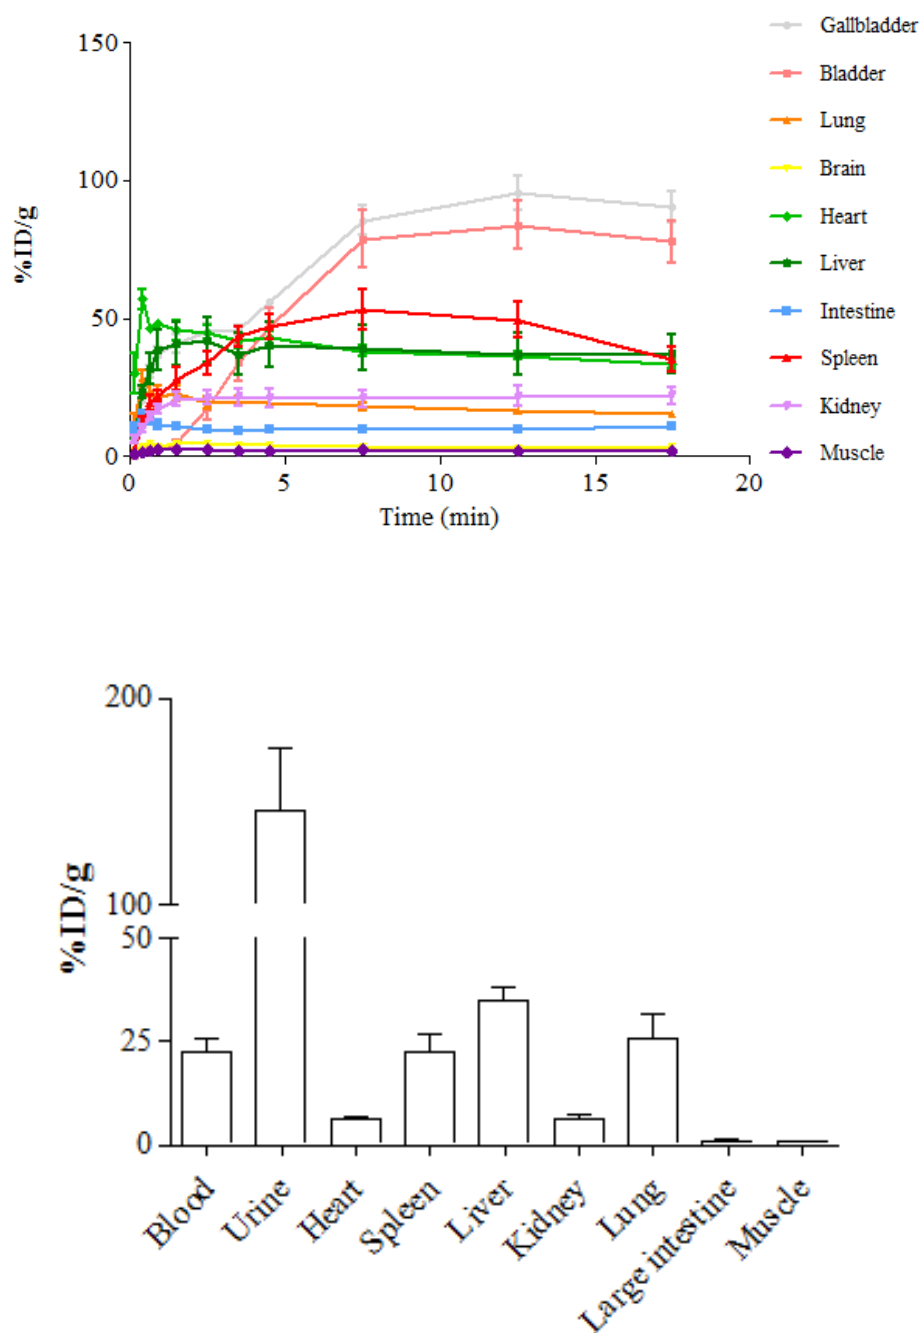 150
100
50
0
%ID/g
0
5
10
15
20
Time (min)
Gallbladder
Bladder
Lung
Brain
Heart
Liver
Intestine
Spleen
Kidney
Muscle
200
100
50
25
0
%ID/g
Blood
Urine
Heart
Spleen
Liver
Kidney
Lung
Large intestine
Muscle